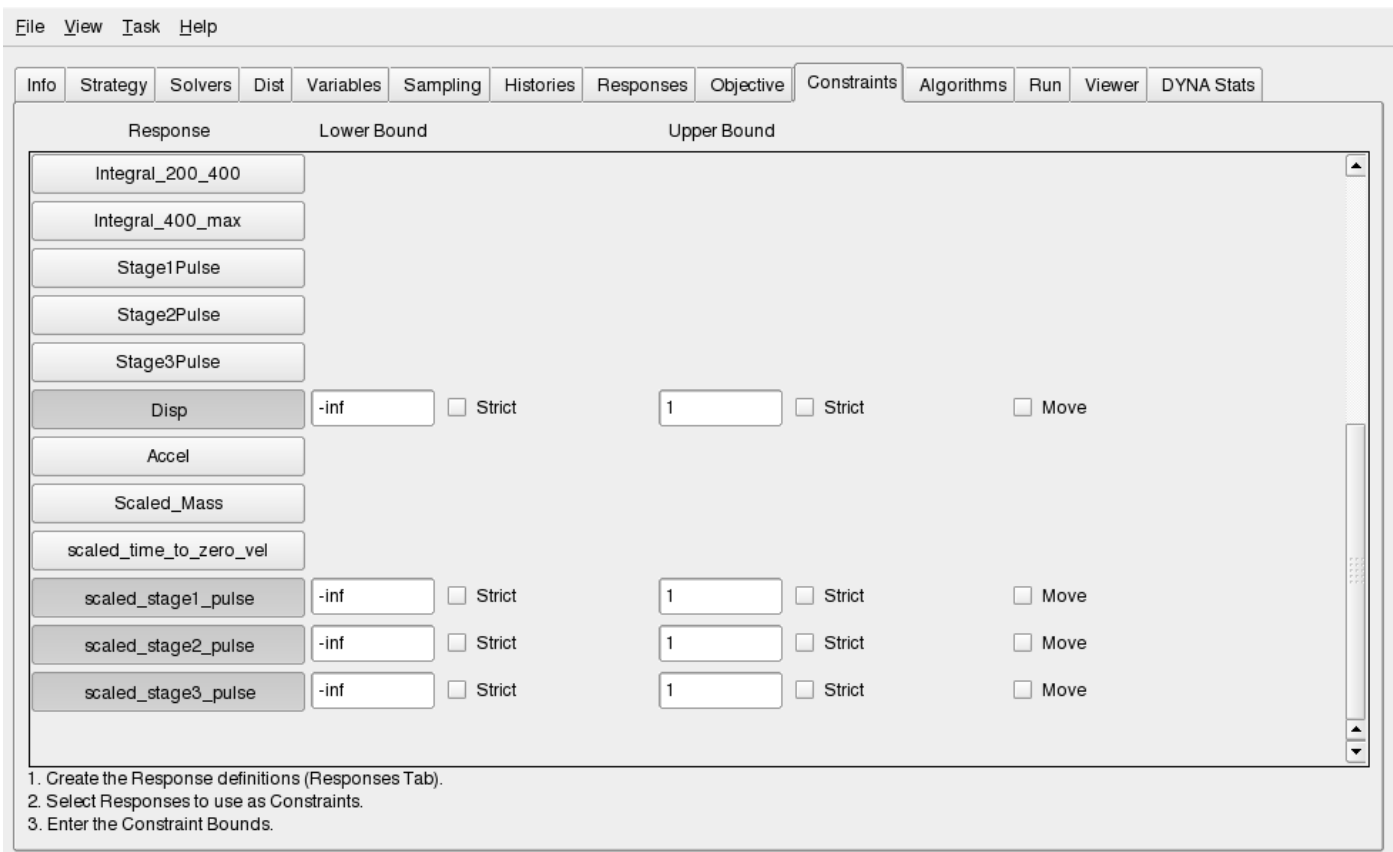 File View Task Help
Info Strategy Solvers Dist Variables Sampling Histories Responses Objective Constraints Algorithms Run Viewer DYNA Stats
Response Lower Bound Upper Bound
Integral_200_400
Integral_400_max
Stage1Pulse
Stage2Pulse
Stage3Pulse
Disp -inf Strict 1 Strict Move
Accel
Scaled_Mass
scaled_time_to_zero_vel
scaled_stage1_pulse -inf Strict 1 Strict Move
scaled_stage2_pulse -inf Strict 1 Strict Move
scaled_stage3_pulse -inf Strict 1 Strict Move
1. Create the Response definitions (Responses Tab).
2. Select Responses to use as Constraints.
3. Enter the Constraint Bounds.